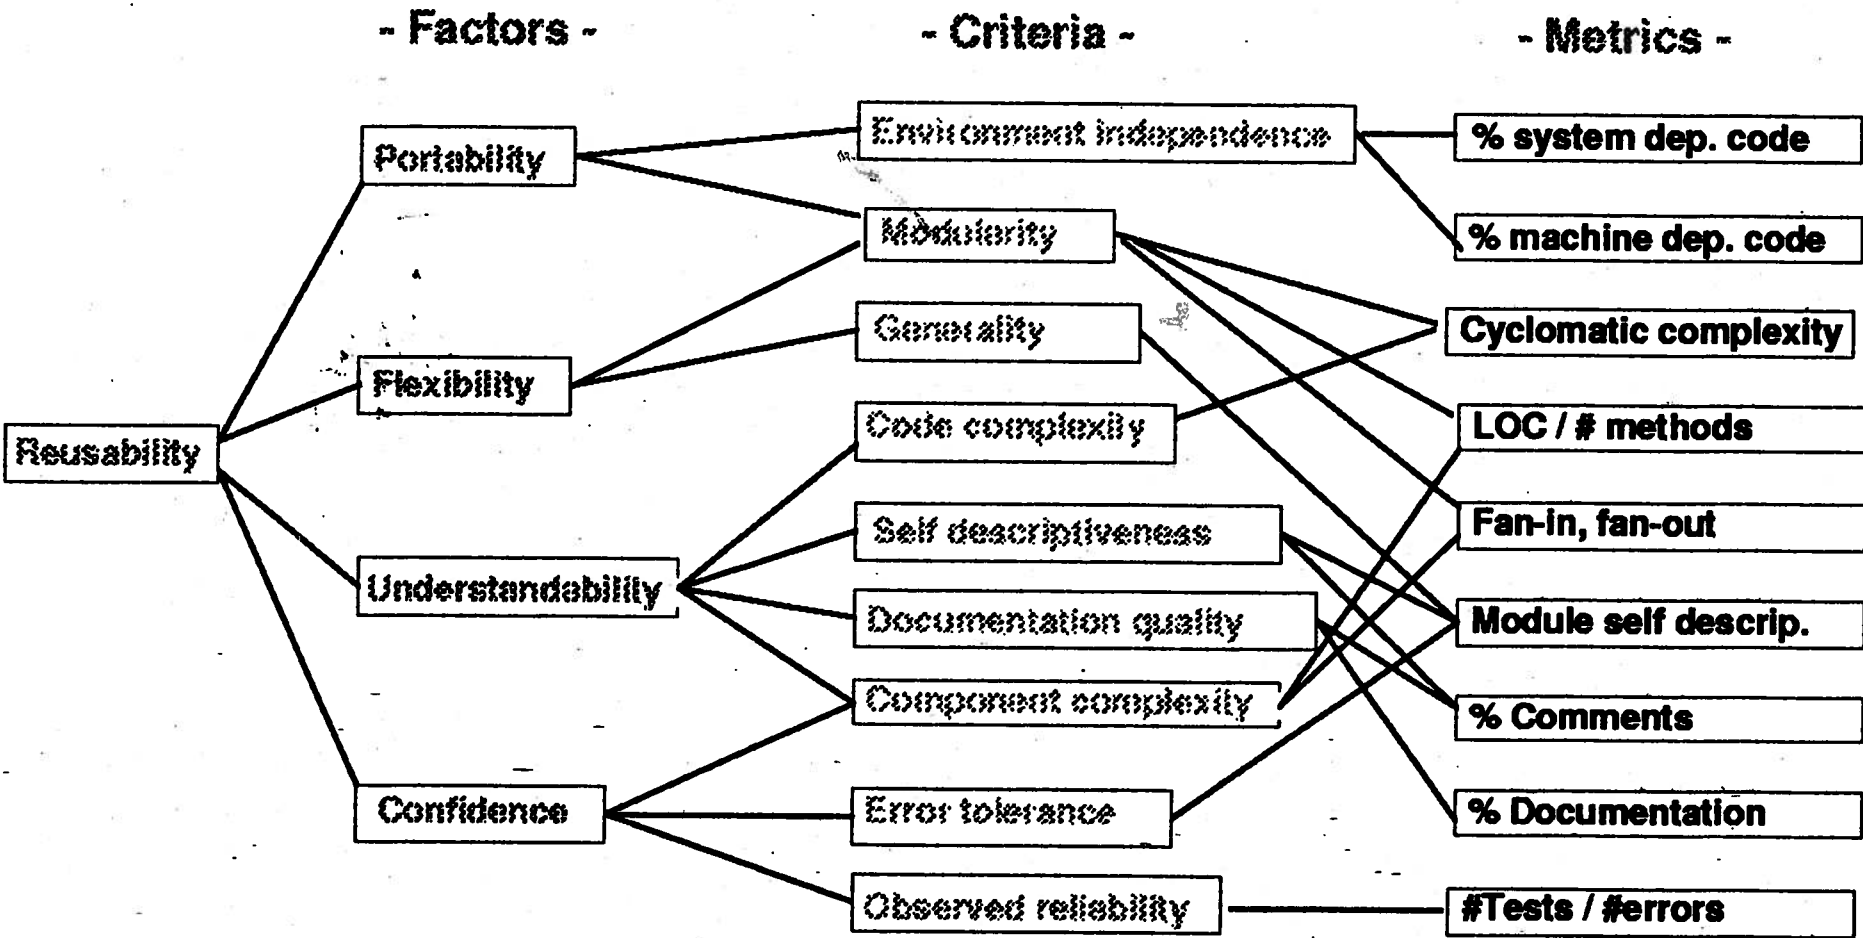 - Factors -
- Criteria -
- Metrics -
Reusability
Portability
Flexibility
Understandability
Confidence
Environment independence
Modularity
Generality
Code complexity
Self descriptiveness
Documentation quality
Component complexity
Error tolerance
Observed reliability
% system dep. code
% machine dep. code
Cyclomatic complexity
LOC / # methods
Fan-in, fan-out
Module self descrip.
% Comments
% Documentation
#Tests / #errors